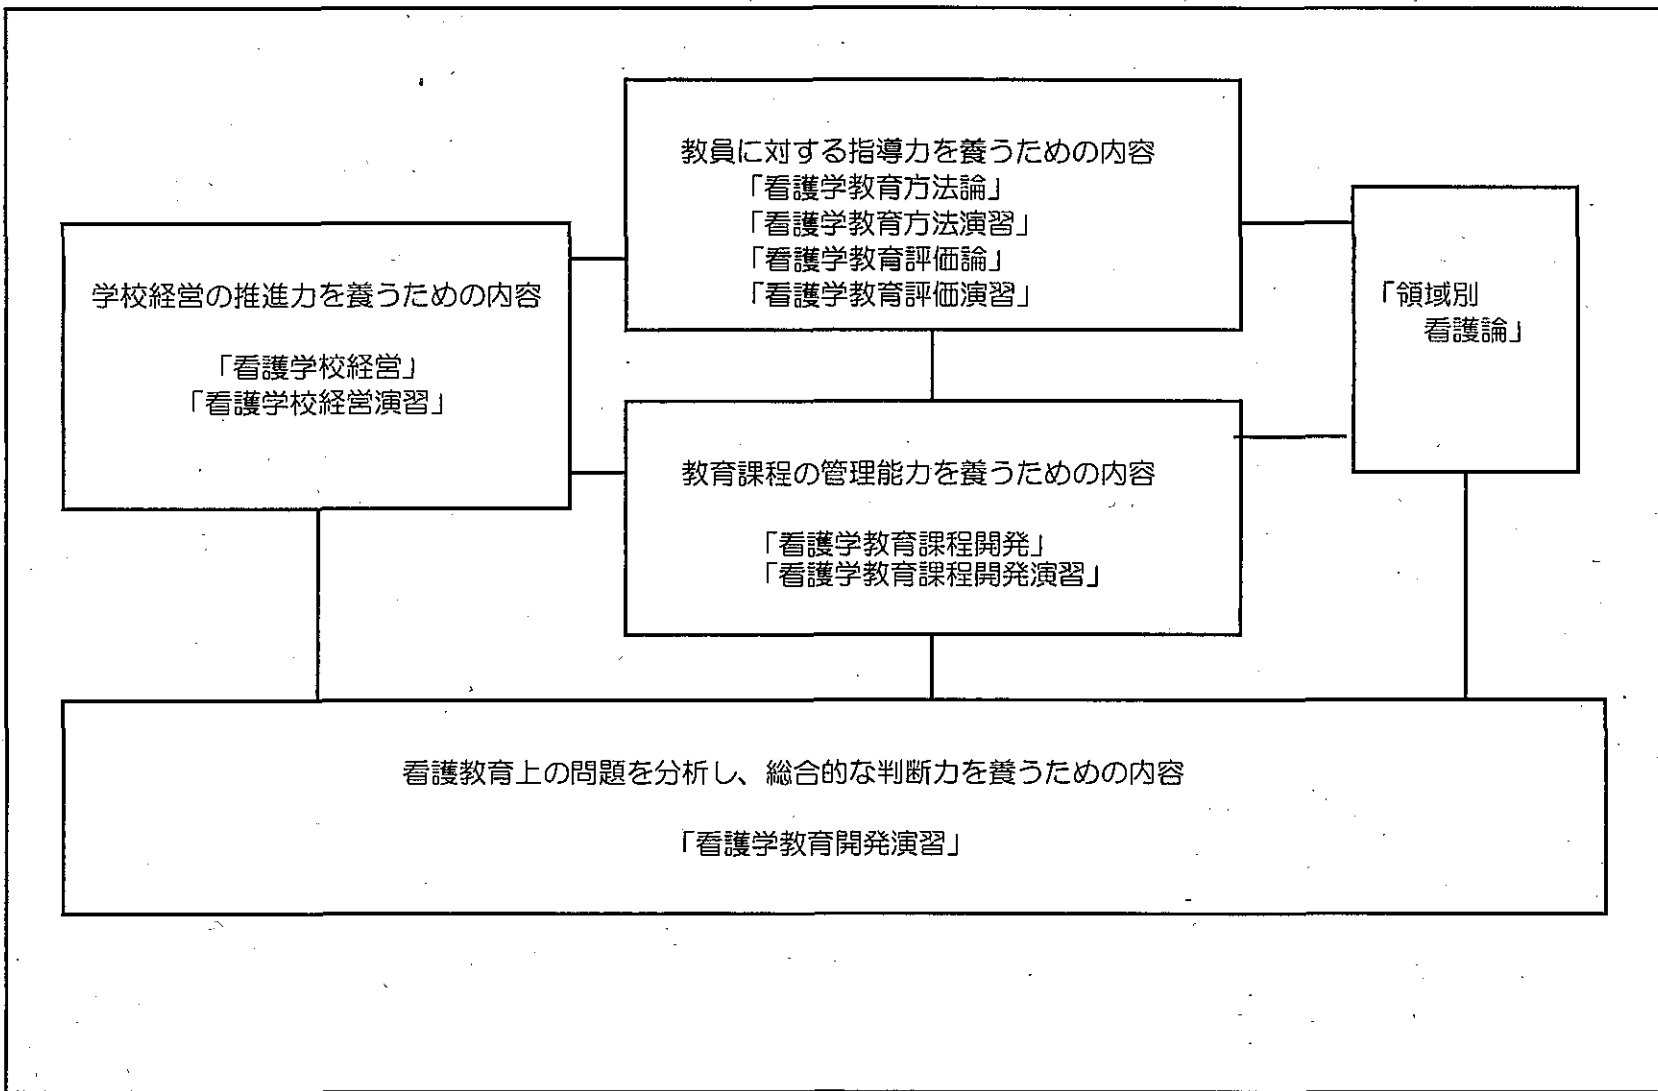 教員に対する指導力を養うための内容
「看護学教育方法論」
「看護学教育方法演習」
「看護学教育評価論」
「看護学教育評価演習」
学校経営の推進力を養うための内容
「看護学校経営」
「看護学校経営演習」
「領域別
看護論」
教育課程の管理能力を養うための内容
「看護学教育課程開発」
「看護学教育課程開発演習」
看護教育上の問題を分析し、総合的な判断力を養うための内容
「看護学教育開発演習」